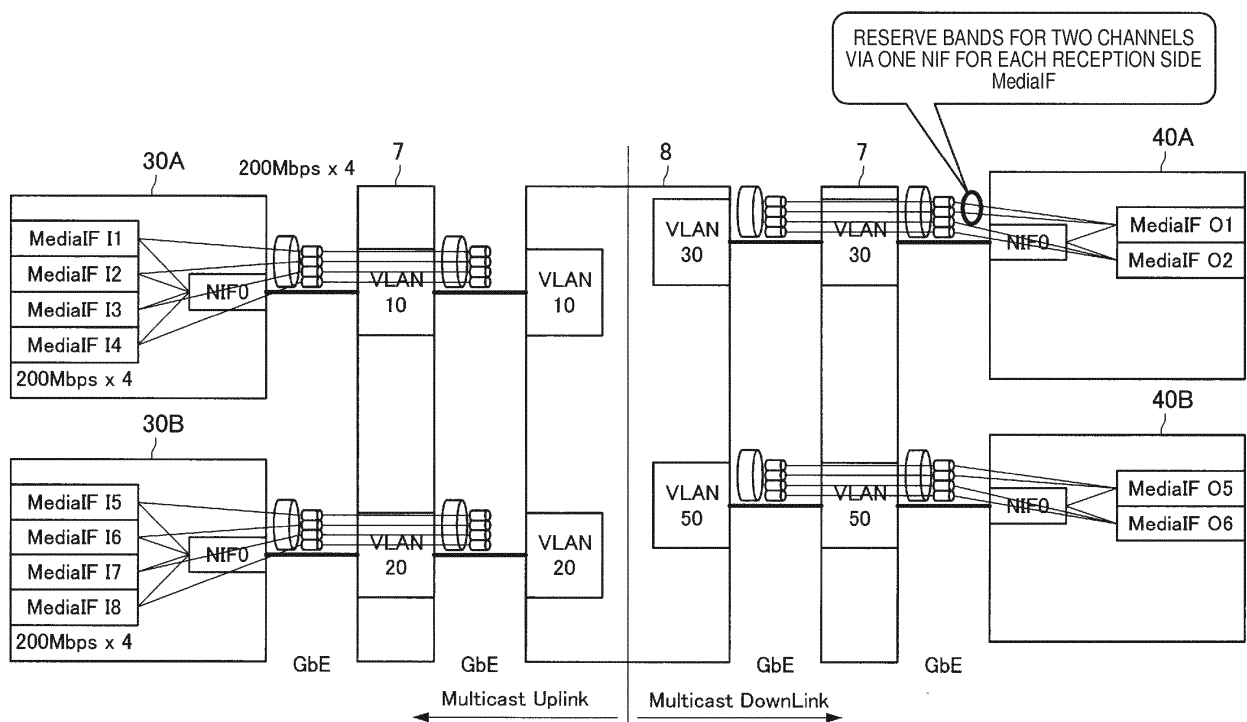 RESERVE BANDS FOR TWO CHANNELS
VIA ONE NIF FOR EACH RECEPTION SIDE
MediaIF
30A
200Mbps x 4
7
8
7
40A
MediaIF I1
MediaIF I2
MediaIF I3
MediaIF I4
200Mbps x 4
NIF0
VLAN
10
VLAN
10
VLAN
30
VLAN
30
NIF0
MediaIF O1
MediaIF O2
30B
40B
MediaIF I5
MediaIF I6
MediaIF I7
MediaIF I8
200Mbps x 4
NIF0
VLAN
20
VLAN
20
VLAN
50
VLAN
50
NIF0
MediaIF O5
MediaIF O6
GbE
GbE
GbE
GbE
Multicast Uplink
Multicast DownLink